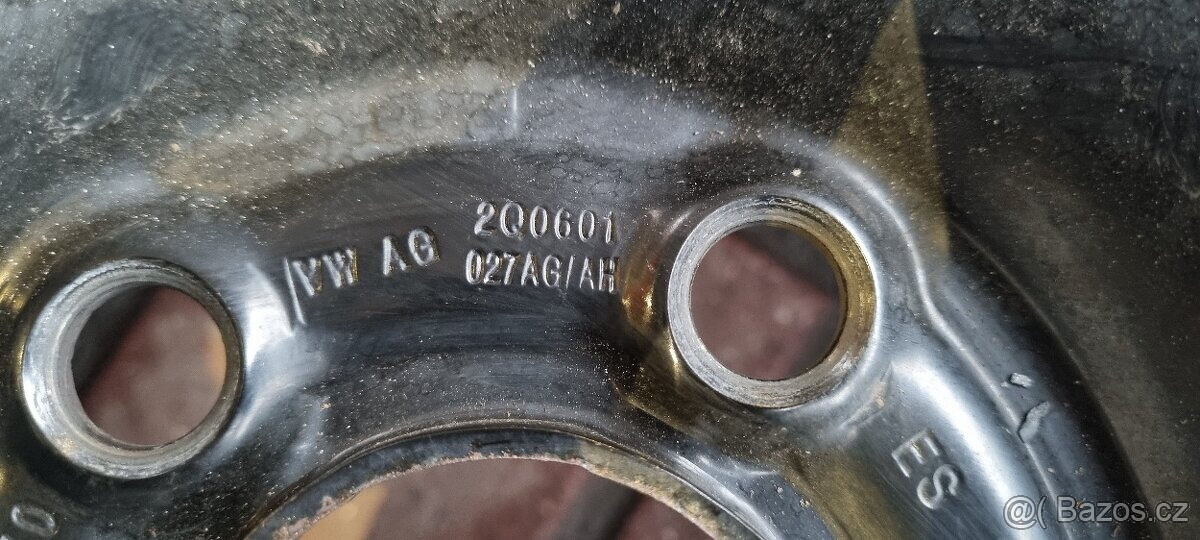 VW AG
2Q0601
027AG/AH
ES
@( Bazos.cz